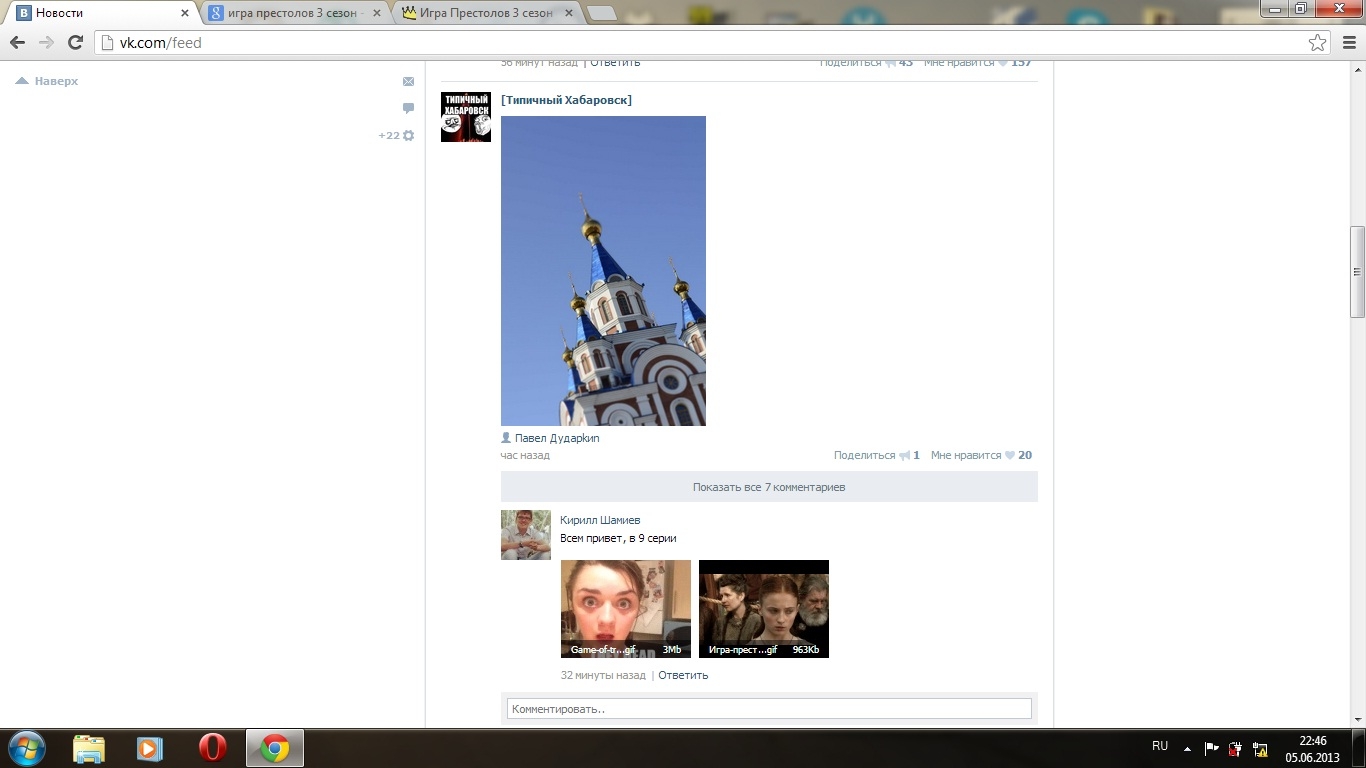 Новости
игра престолов 3 сезон -
Игра Престолов 3 сезон
vk.com/feed
Наверх
+22
36 минут назад | Ответить
Поделиться 43 Мне нравится 157
ТИПИЧНЫЙ
ХАБАРОВСК
[Типичный Хабаровск]
Павел Дударkин
час назад
Поделиться 1 Мне нравится 20
Показать все 7 комментариев
Кирилл Шамиев
Всем привет, в 9 серии
Game-of-tr...gif 3Mb
Игра-прест...gif 963Kb
32 минуты назад | Ответить
Комментировать..
RU
22:46
05.06.2013